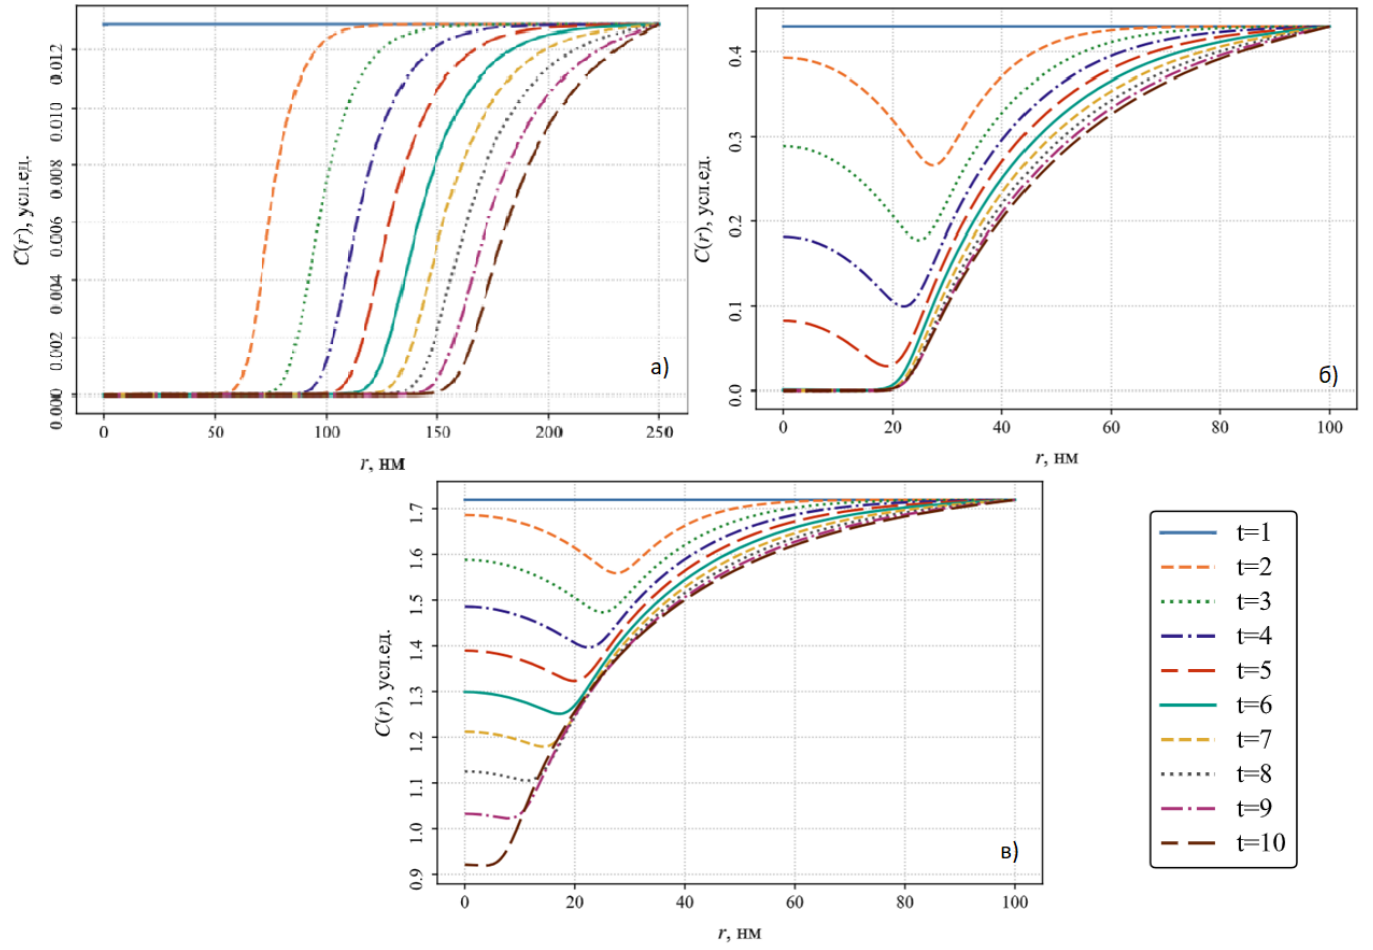 0.012
0.010
0.008
0.006
0.004
0.002
0.000
C(r), усл.ед.
0 50 100 150 200 250
r, нм
а)
0.4
0.3
0.2
0.1
0.0
C(r), усл.ед.
0 20 40 60 80 100
r, нм
б)
1.7
1.6
1.5
1.4
1.3
1.2
1.1
1.0
0.9
C(r), усл.ед.
0 20 40 60 80 100
r, нм
в)
t=1
t=2
t=3
t=4
t=5
t=6
t=7
t=8
t=9
t=10